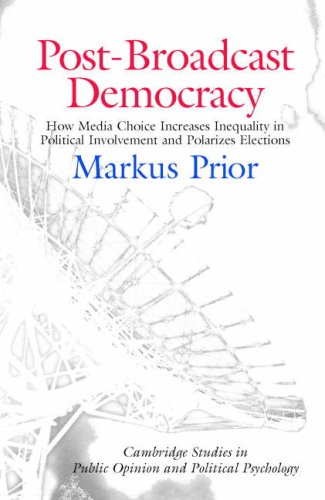 Post-Broadcast
Democracy
How Media Choice Increases Inequality in
Political Involvement and Polarizes Elections
Markus Prior
Cambridge Studies in
Public Opinion and Political Psychology